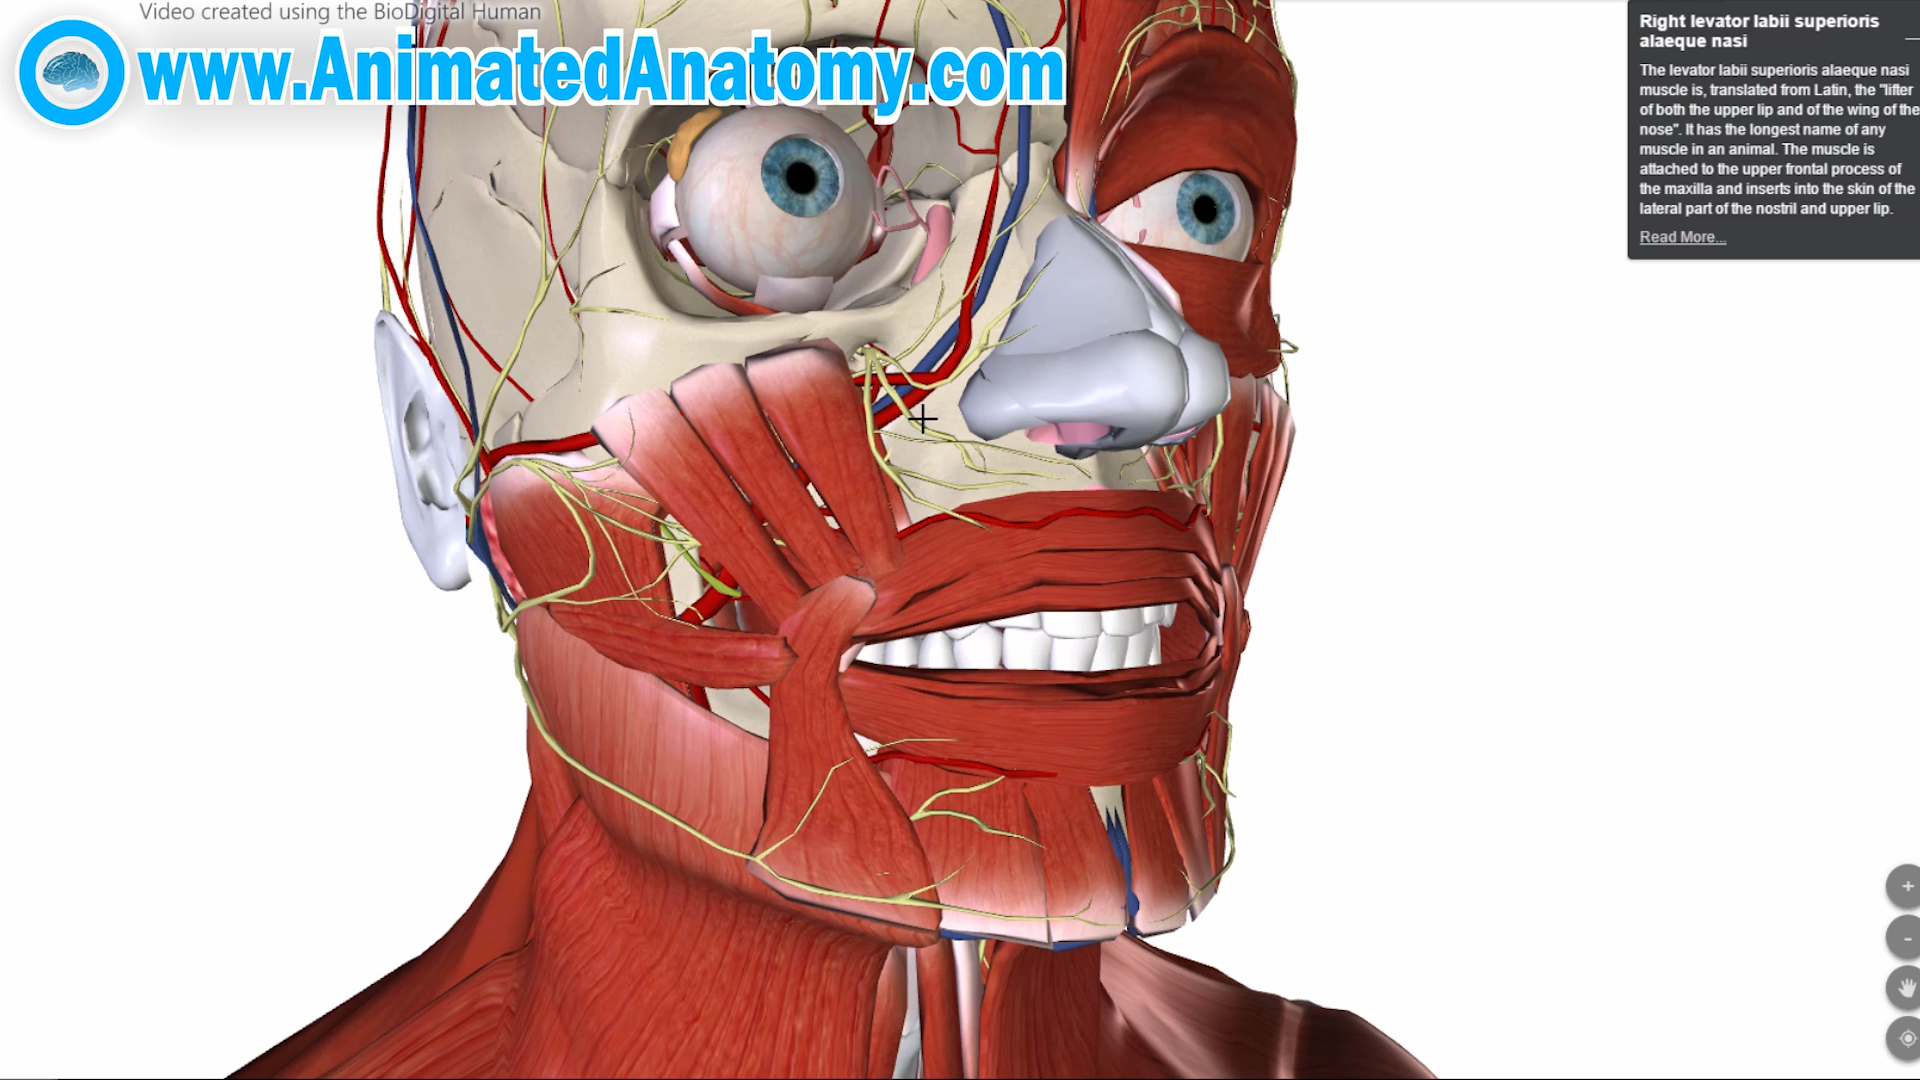 Video created using the BioDigital Human
www.AnimatedAnatomy.com
Right levator labii superioris
alaeque nasi
The levator labii superioris alaeque nasi
muscle is, translated from Latin, the "lifter
of both the upper lip and of the wing of the
nose". It has the longest name of any
muscle in an animal. The muscle is
attached to the upper frontal process of
the maxilla and inserts into the skin of the
lateral part of the nostril and upper lip.
Read More...